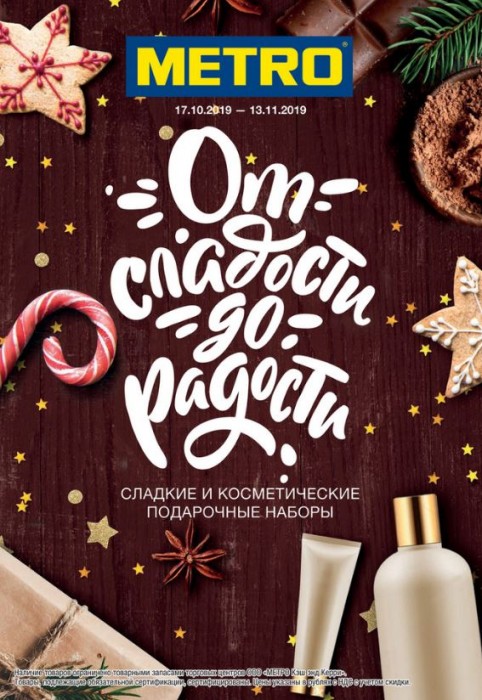 METRO
17.10.2019 — 13.11.2019
От
сладости
до
радости
СЛАДКИЕ И КОСМЕТИЧЕСКИЕ
ПОДАРОЧНЫЕ НАБОРЫ
Наличие товаров ограничено товарными запасами торговых центров ООО «МЕТРО Кэш энд Керри».
Товары, подлежащие обязательной сертификации, сертифицированы. Цены указаны в рублях с НДС с учетом скидки